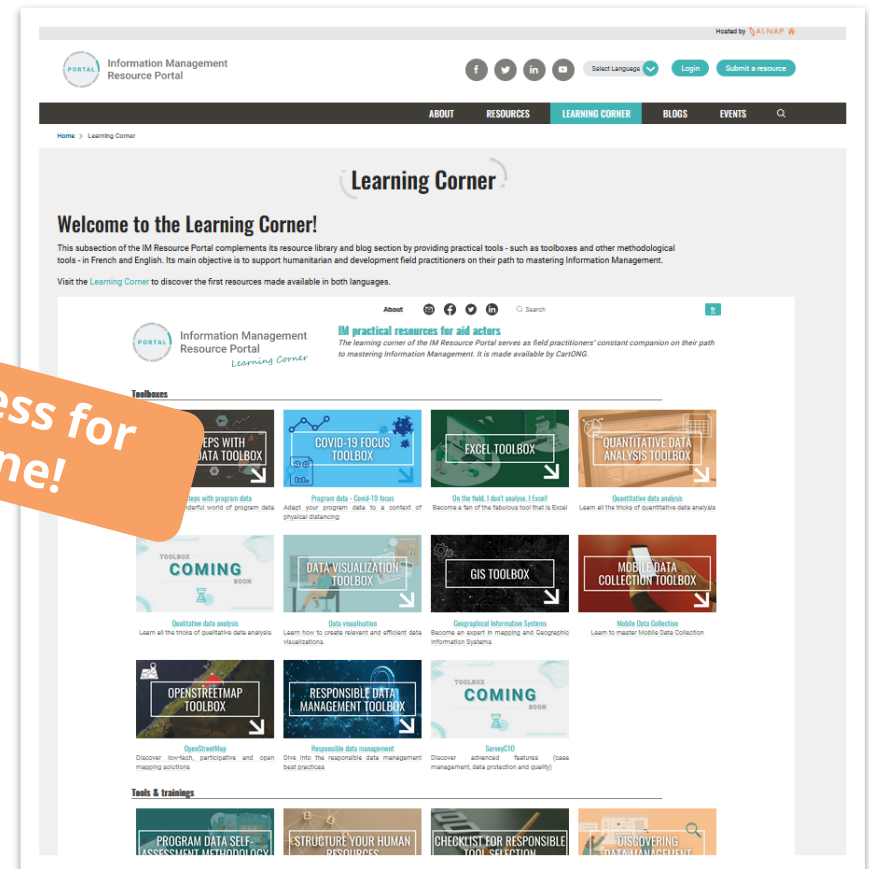 Hosted by ALNAP
PORTAL
Information Management
Resource Portal
Select Language
Login
Submit a resource
ABOUT RESOURCES LEARNING CORNER BLOGS EVENTS
Home > Learning Corner
Learning Corner
Welcome to the Learning Corner!
This subsection of the IM Resource Portal complements its resource library and blog section by providing practical tools - such as toolboxes and other methodological
tools - in French and English. Its main objective is to support humanitarian and development field practitioners on their path to mastering Information Management.
Visit the Learning Corner to discover the first resources made available in both languages.
About
Search
PORTAL
Information Management
Resource Portal
Learning Corner
IM practical resources for aid actors
The learning corner of the IM Resource Portal serves as field practitioners' constant companion on their path
to mastering Information Management. It is made available by CartONG.
ess for
ne!
Toolboxes
EPS WITH
DATA TOOLBOX
COVID-19 FOCUS
TOOLBOX
EXCEL TOOLBOX
QUANTITATIVE DATA
ANALYSIS TOOLBOX
teps with program data
nderful world of program data
Program data - Covid-19 focus
Adapt your program data to a context of
physical distancing
On the field, I don't analyse, I Excel!
Become a fan of the fabulous tool that is Excel
Quantitative data analysis
Learn all the tricks of quantitative data analysis
TOOLBOX
COMING
SOON
DATA VISUALIZATION
TOOLBOX
GIS TOOLBOX
MOBILE DATA
COLLECTION TOOLBOX
Qualitative data analysis
Learn all the tricks of qualitative data analysis
Data visualisation
Learn how to create relevant and efficient data
visualizations
Geographical Information Systems
Become an expert in mapping and Geographic
Information Systems
Mobile Data Collection
Learn to master Mobile Data Collection
OPENSTREETMAP
TOOLBOX
RESPONSIBLE DATA
MANAGEMENT TOOLBOX
TOOLBOX
COMING
SOON
OpenStreetMap
Discover low-tech, participative and open
mapping solutions
Responsible data management
Dive into the responsible data management
best practices
SurveyCTO
Discover advanced features (case
management, data protection and quality)
Tools & trainings
PROGRAM DATA SELF-
ASSESSMENT METHODOLOGY
STRUCTURE YOUR HUMAN
RESOURCES
CHECKLIST FOR RESPONSIBLE
TOOL SELECTION
DISCOVERING
DATA MANAGEMENT